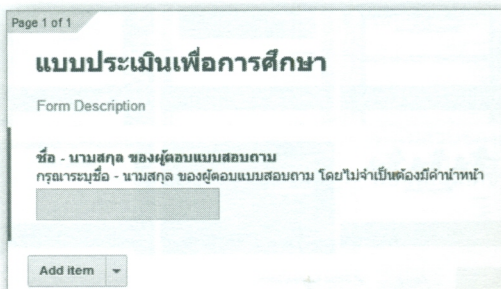 Page 1 of 1
แบบประเมินเพื่อการศึกษา
Form Description
ชื่อ - นามสกุล ของผู้ตอบแบบสอบถาม
กรุณาระบุชื่อ - นามสกุล ของผู้ตอบแบบสอบถาม โดยไม่จำเป็นต้องมีคำนำหน้า
Add item